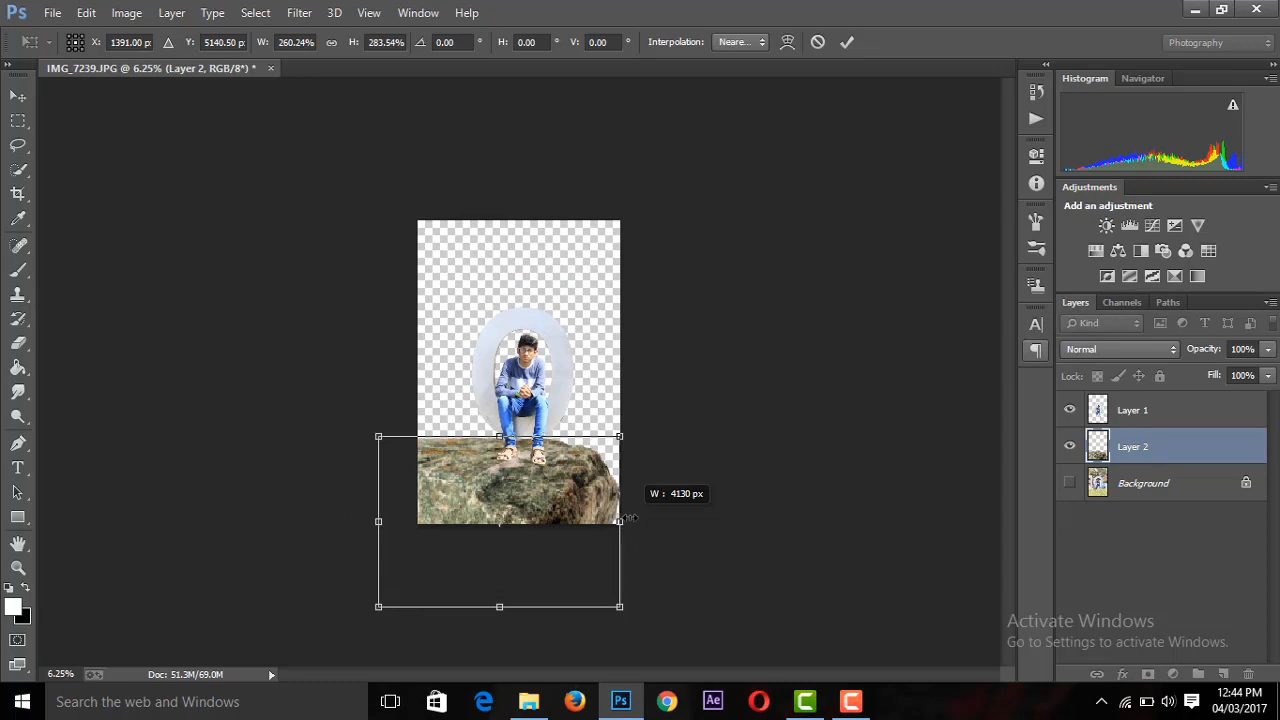 Ps File Edit Image Layer Type Select Filter 3D View Window Help
X: 1391.00 px Y: 5140.50 px W: 260.24% H: 283.54% 0.00 ° H: 0.00 ° V: 0.00 ° Interpolation: Neare... Photography
IMG_7239.JPG @ 6.25% (Layer 2, RGB/8*) * ×
Histogram Navigator
Adjustments
Add an adjustment
Layers Channels Paths
Kind
Normal Opacity: 100%
Lock: Fill: 100%
Layer 1
Layer 2
Background
W : 4130 px
Activate Windows
Go to Settings to activate Windows.
6.25% Doc: 51.3M/69.0M
Search the web and Windows
Ps Ae
12:44 PM
04/03/2017